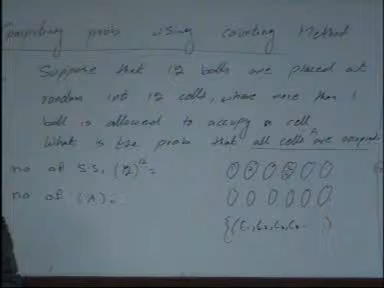 Computing prob using counting Method
Suppose that 12 balls are placed at
random int 12 cells, where more than 1
ball is allowed to occupy a cell
What is the prob that all cells are occupied
no of S.S. (12)^12 =
no of (A) =